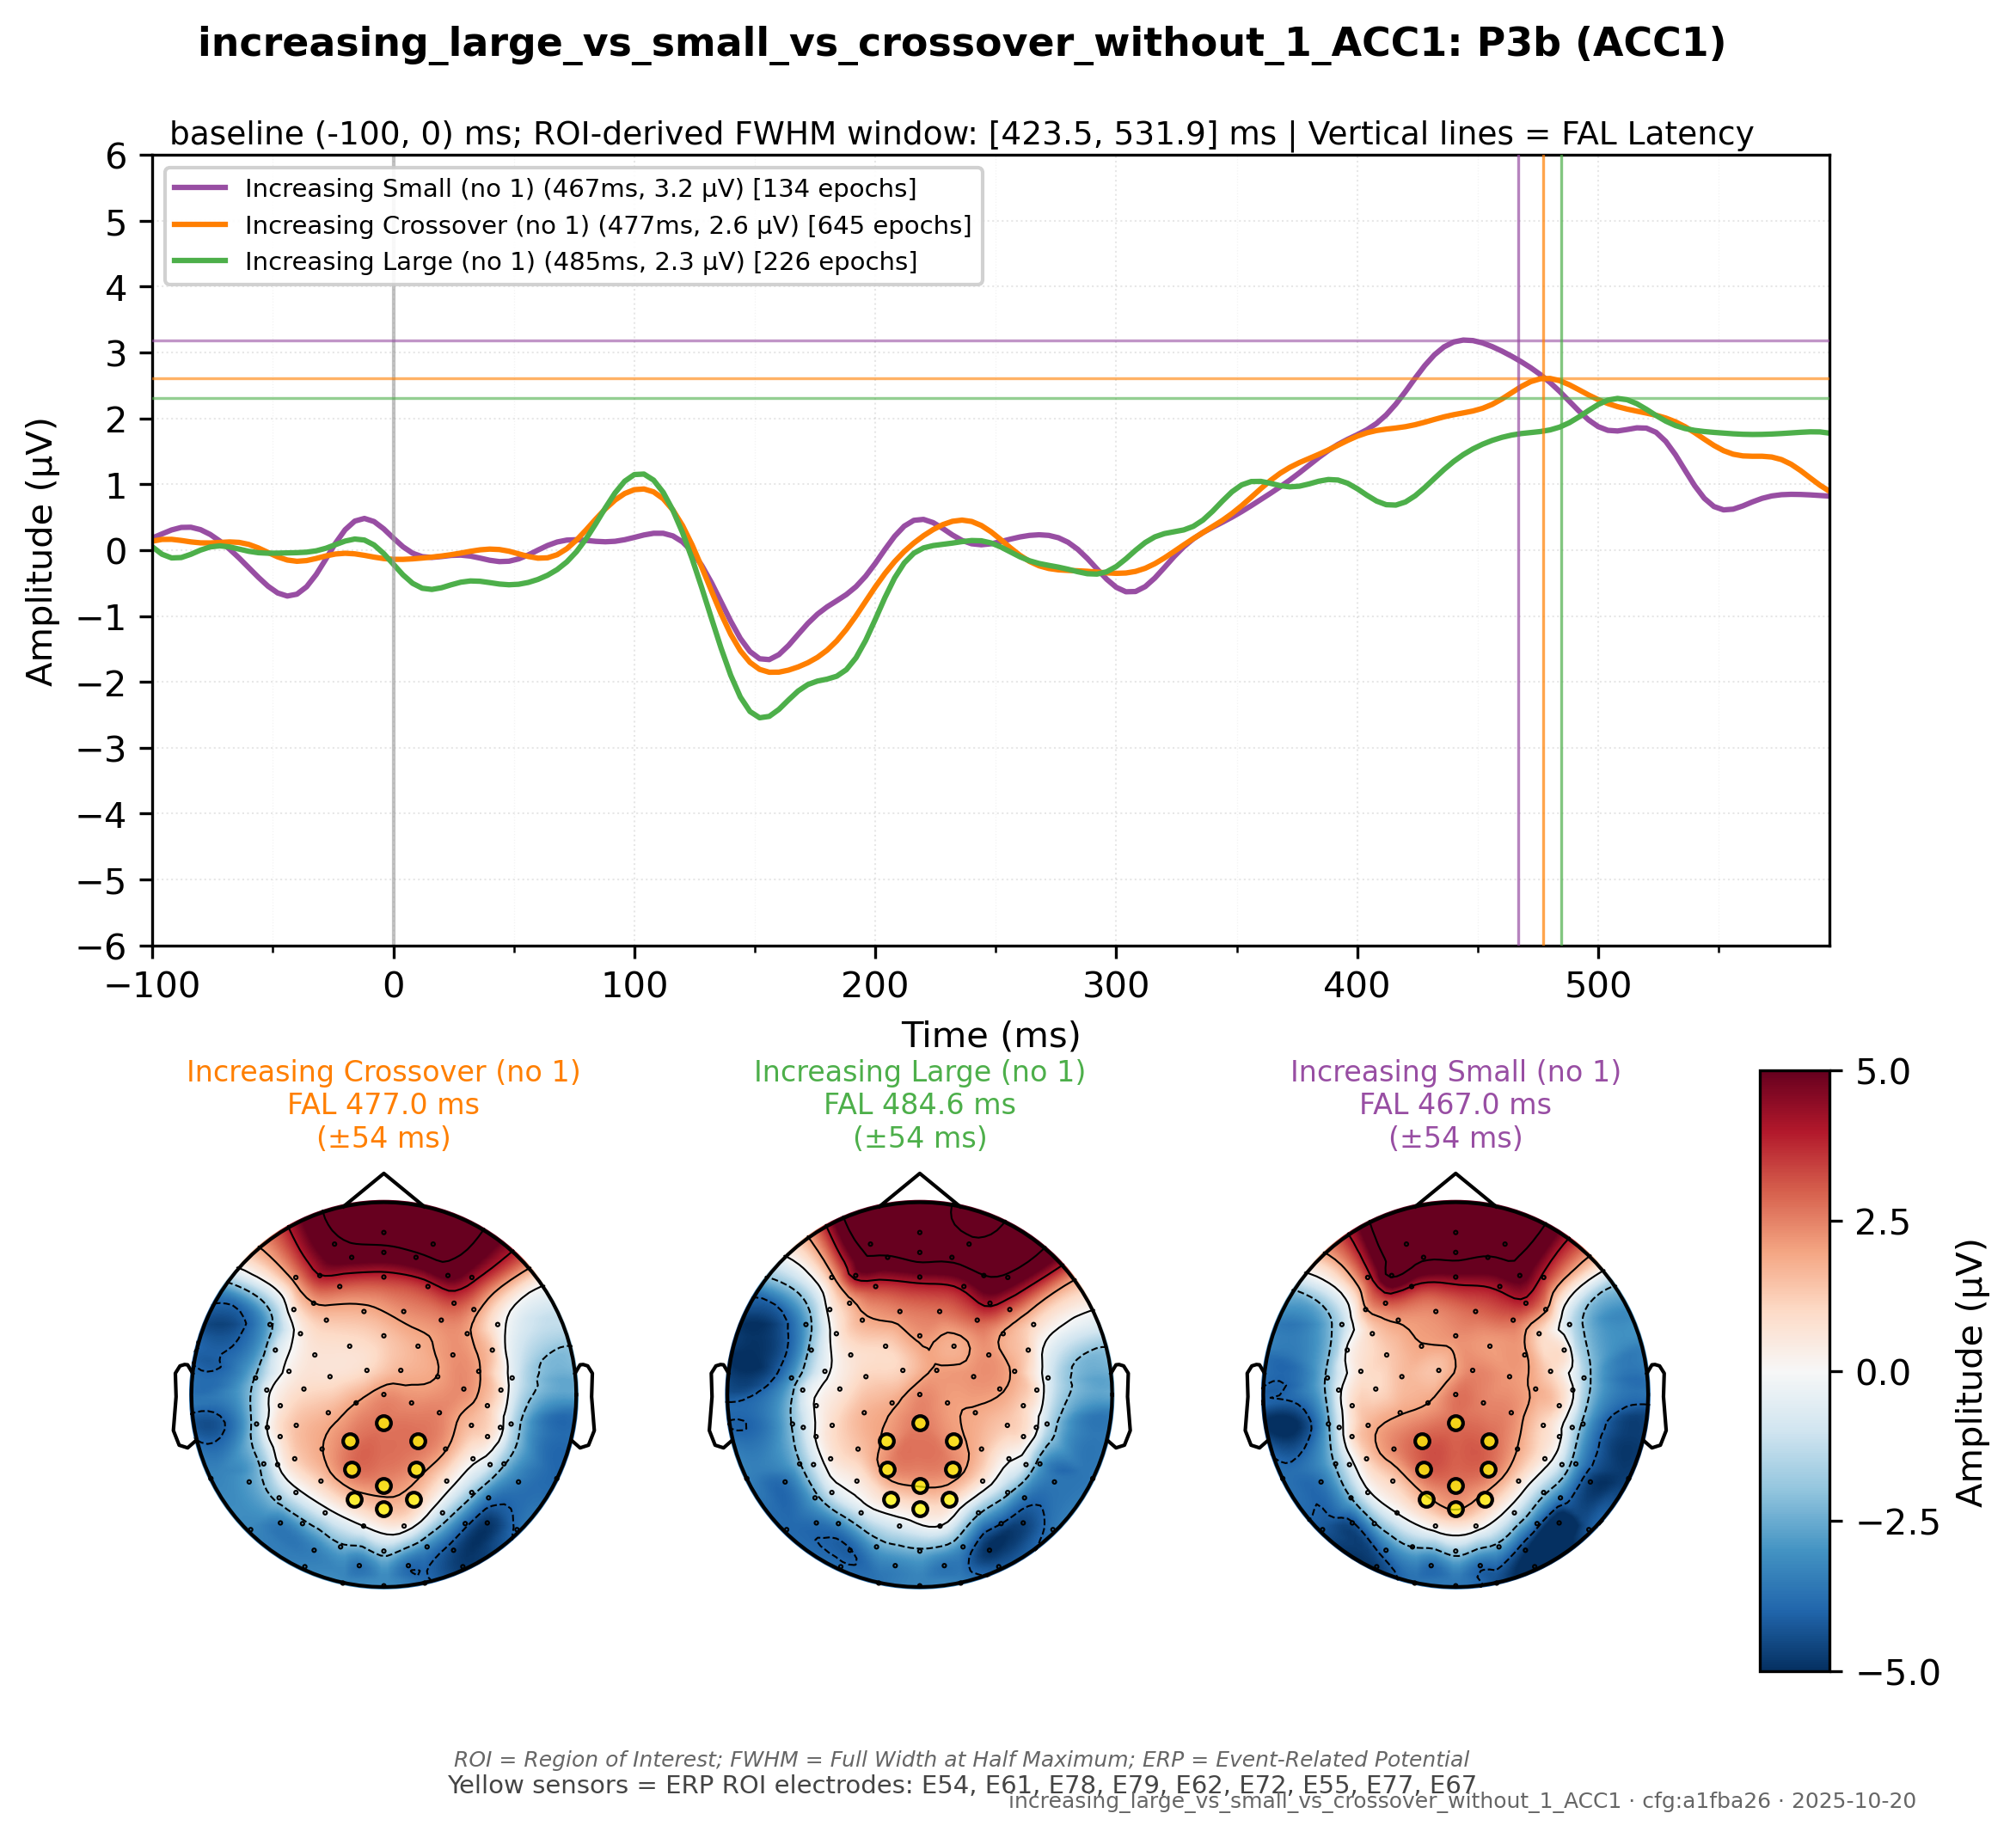 increasing_large_vs_small_vs_crossover_without_1_ACC1: P3b (ACC1)
baseline (-100, 0) ms; ROI-derived FWHM window: [423.5, 531.9] ms | Vertical lines = FAL Latency
Increasing Small (no 1) (467ms, 3.2 μV) [134 epochs]
Increasing Crossover (no 1) (477ms, 2.6 μV) [645 epochs]
Increasing Large (no 1) (485ms, 2.3 μV) [226 epochs]
Amplitude (μV)
6
5
4
3
2
1
0
−1
−2
−3
−4
−5
−6
−100 0 100 200 300 400 500
Time (ms)
Increasing Crossover (no 1)
FAL 477.0 ms
(±54 ms)
Increasing Large (no 1)
FAL 484.6 ms
(±54 ms)
Increasing Small (no 1)
FAL 467.0 ms
(±54 ms)
5.0
2.5
0.0
−2.5
−5.0
Amplitude (μV)
ROI = Region of Interest; FWHM = Full Width at Half Maximum; ERP = Event-Related Potential
Yellow sensors = ERP ROI electrodes: E54, E61, E78, E79, E62, E72, E55, E77, E67
increasing_large_vs_small_vs_crossover_without_1_ACC1 · cfg:a1fba26 · 2025-10-20